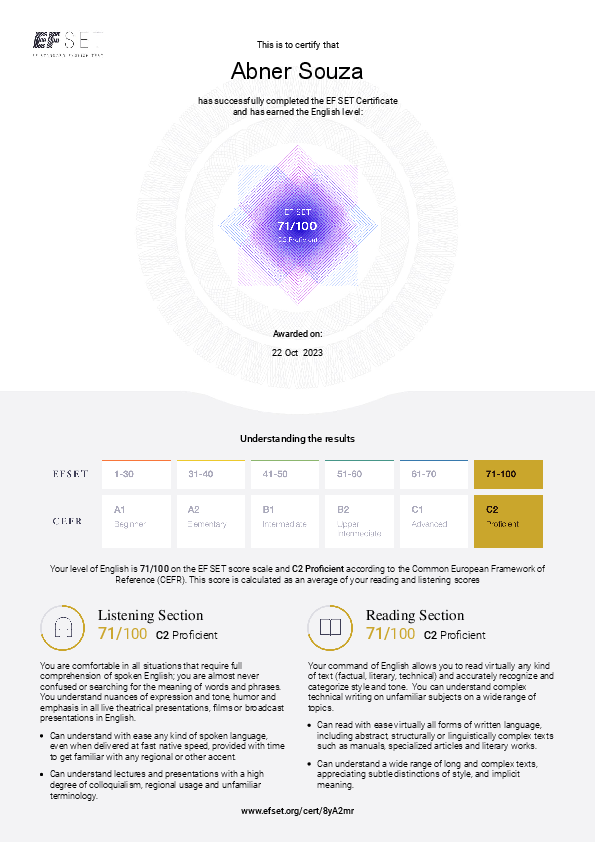 EF SET
This is to certify that
Abner Souza
has successfully completed the EF SET Certificate
and has earned the English level:
EF SET
71/100
C2 Proficient
Awarded on:
22 Oct 2023
Understanding the results
EFSET 1-30 31-40 41-50 51-60 61-70 71-100
CEFR A1 A2 B1 B2 C1 C2
Beginner Elementary Intermediate Upper Advanced Proficient
Intermediate
Your level of English is 71/100 on the EF SET score scale and C2 Proficient according to the Common European Framework of
Reference (CEFR). This score is calculated as an average of your reading and listening scores
Listening Section
71/100 C2 Proficient
You are comfortable in all situations that require full
comprehension of spoken English; you are almost never
confused or searching for the meaning of words and phrases.
You understand nuances of expression and tone, humor and
emphasis in all live theatrical presentations, films or broadcast
presentations in English.
• Can understand with ease any kind of spoken language,
even when delivered at fast native speed, provided with time
to get familiar with any regional or other accent.
• Can understand lectures and presentations with a high
degree of colloquialism, regional usage and unfamiliar
terminology.
Reading Section
71/100 C2 Proficient
Your command of English allows you to read virtually any kind
of text (factual, literary, technical) and accurately recognize and
categorize style and tone. You can understand complex
technical writing on unfamiliar subjects on a wide range of
topics.
• Can read with ease virtually all forms of written language,
including abstract, structurally or linguistically complex texts
such as manuals, specialized articles and literary works.
• Can understand a wide range of long and complex texts,
appreciating subtle distinctions of style, and implicit
meaning.
www.efset.org/cert/8yA2mr